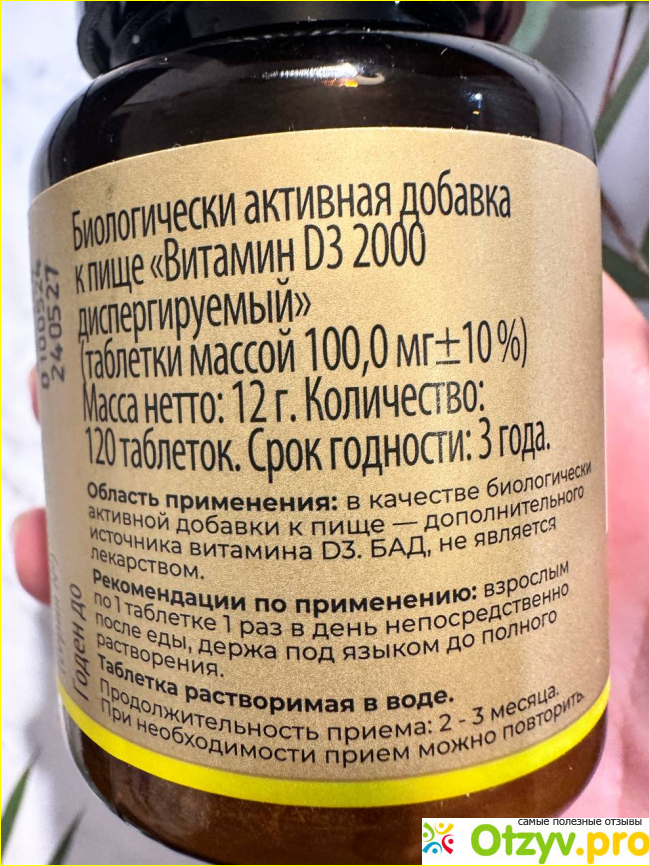 Биологически активная добавка
к пище «Витамин D3 2000
диспергируемый»
(таблетки массой 100,0 мг±10 %)
Масса нетто: 12 г. Количество:
120 таблеток. Срок годности: 3 года.
Область применения: в качестве биологически
активной добавки к пище — дополнительного
источника витамина D3. БАД, не является
лекарством.
Рекомендации по применению: взрослым
по 1 таблетке 1 раз в день непосредственно
после еды, держа под языком до полного
растворения.
Таблетка растворимая в воде.
Продолжительность приема: 2 - 3 месяца.
При необходимости прием можно повторить.
Годен до
240527
самые полезные отзывы
Otzyv.pro